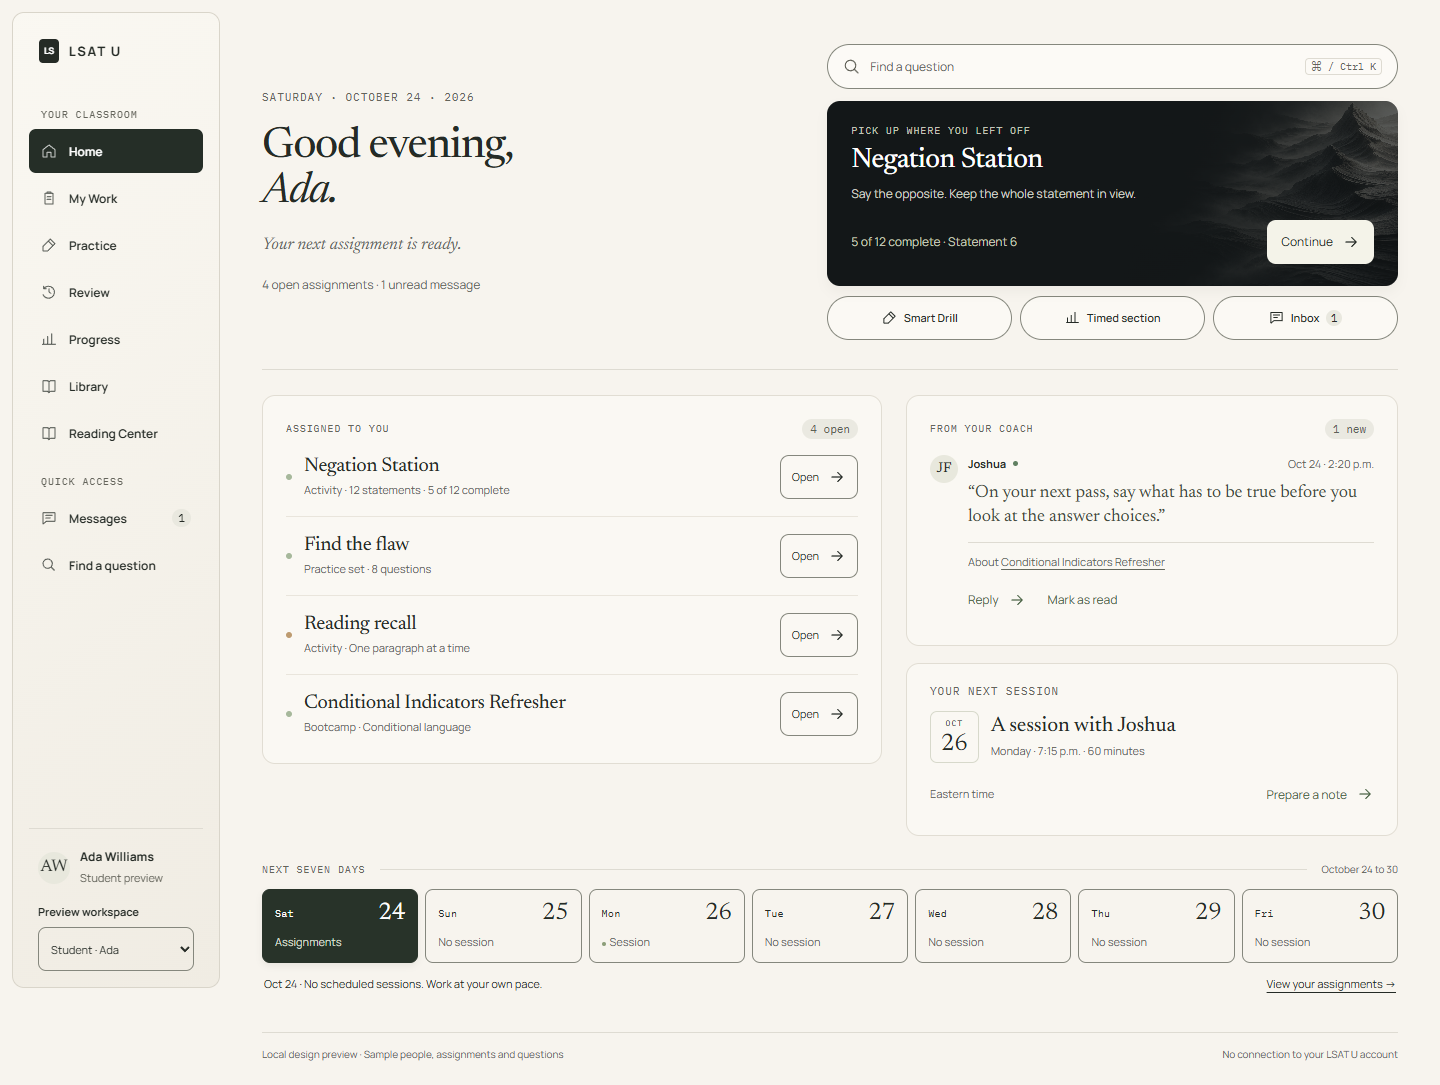 LS LSAT U
YOUR CLASSROOM
Home
My Work
Practice
Review
Progress
Library
Reading Center
QUICK ACCESS
Messages 1
Find a question
AW Ada Williams
Student preview
Preview workspace
Student · Ada
SATURDAY · OCTOBER 24 · 2026
Good evening,
Ada.
Your next assignment is ready.
4 open assignments · 1 unread message
Find a question ⌘ / Ctrl K
PICK UP WHERE YOU LEFT OFF
Negation Station
Say the opposite. Keep the whole statement in view.
5 of 12 complete · Statement 6 Continue →
Smart Drill Timed section Inbox 1
ASSIGNED TO YOU 4 open
Negation Station
Activity · 12 statements · 5 of 12 complete
Open →
Find the flaw
Practice set · 8 questions
Open →
Reading recall
Activity · One paragraph at a time
Open →
Conditional Indicators Refresher
Bootcamp · Conditional language
Open →
FROM YOUR COACH 1 new
JF Joshua Oct 24 · 2:20 p.m.
“On your next pass, say what has to be true before you
look at the answer choices.”
About Conditional Indicators Refresher
Reply → Mark as read
YOUR NEXT SESSION
OCT
26
A session with Joshua
Monday · 7:15 p.m. · 60 minutes
Eastern time Prepare a note →
NEXT SEVEN DAYS October 24 to 30
Sat 24
Assignments
Sun 25
No session
Mon 26
Session
Tue 27
No session
Wed 28
No session
Thu 29
No session
Fri 30
No session
Oct 24 · No scheduled sessions. Work at your own pace. View your assignments →
Local design preview · Sample people, assignments and questions No connection to your LSAT U account